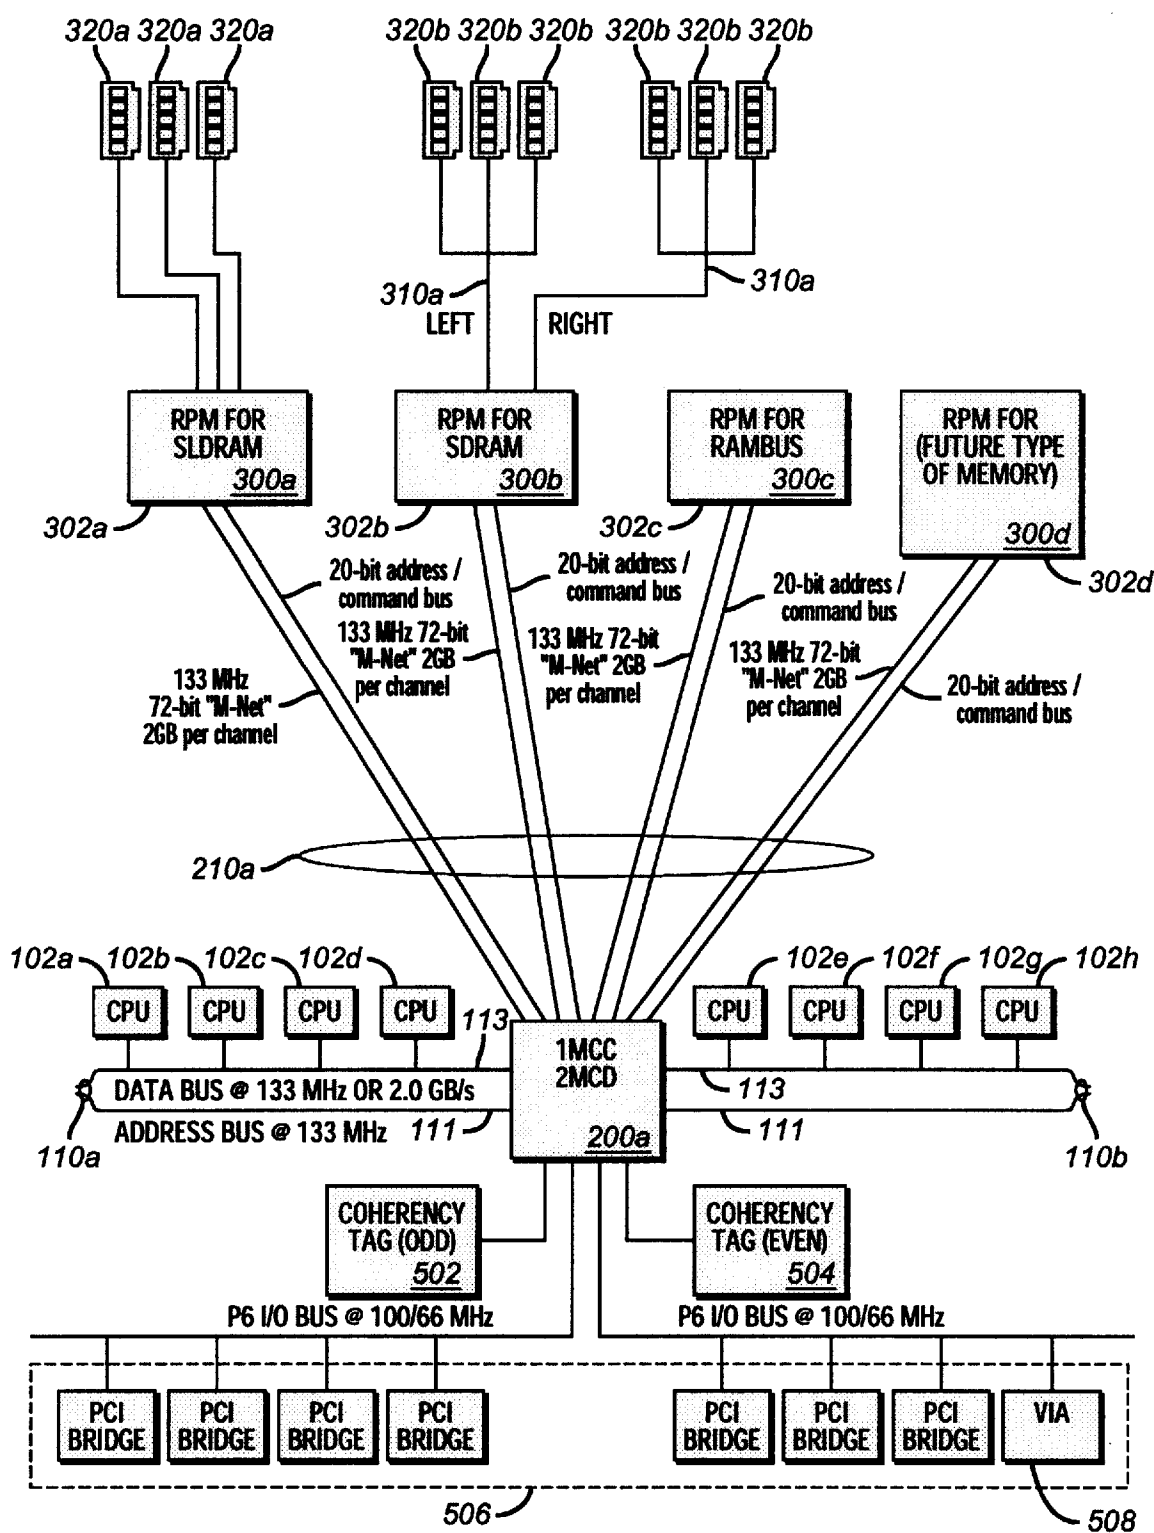 320a 320a 320a 320b 320b 320b 320b 320b 320b
310a
310a
LEFT
RIGHT
RPM FOR
SLDRAM
300a
RPM FOR
SDRAM
300b
RPM FOR
RAMBUS
300c
RPM FOR
(FUTURE TYPE
OF MEMORY)
300d
302a
302b
302c
302d
20-bit address /
command bus
20-bit address /
command bus
20-bit address /
command bus
133 MHz 72-bit
"M-Net" 2GB
per channel
133 MHz 72-bit
"M-Net" 2GB
per channel
133 MHz 72-bit
"M-Net" 2GB
per channel
133 MHz
72-bit "M-Net"
2GB per channel
20-bit address /
command bus
210a
102a 102b 102c 102d 102e 102f 102g 102h
CPU CPU CPU CPU CPU CPU CPU CPU
113
1MCC
2MCD
200a
DATA BUS @ 133 MHz OR 2.0 GB/s
113
ADDRESS BUS @ 133 MHz
111
111
110a
110b
COHERENCY
TAG (ODD)
502
COHERENCY
TAG (EVEN)
504
P6 I/O BUS @ 100/66 MHz
P6 I/O BUS @ 100/66 MHz
PCI
BRIDGE
PCI
BRIDGE
PCI
BRIDGE
PCI
BRIDGE
PCI
BRIDGE
PCI
BRIDGE
PCI
BRIDGE
VIA
506
508